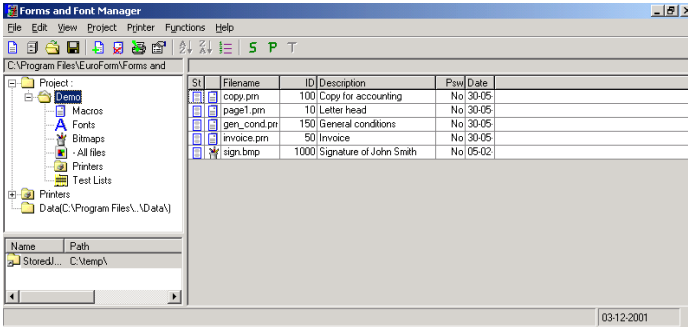 Forms and Font Manager
File Edit View Project Printer Functions Help
S P T
C:\Program Files\EuroForm\Forms and
Project :
Demo
Macros
Fonts
Bitmaps
- All files
Printers
Test Lists
Printers
Data(C:\Program Files\..\Data\)
Name Path
StoredJ... C:\temp\
St Filename ID Description Psw Date
copy.prn 100 Copy for accounting No 30-05-
page1.prn 10 Letter head No 30-05-
gen_cond.prn 150 General conditions No 30-05-
invoice.prn 50 Invoice No 30-05-
sign.bmp 1000 Signature of John Smith No 05-02-
03-12-2001